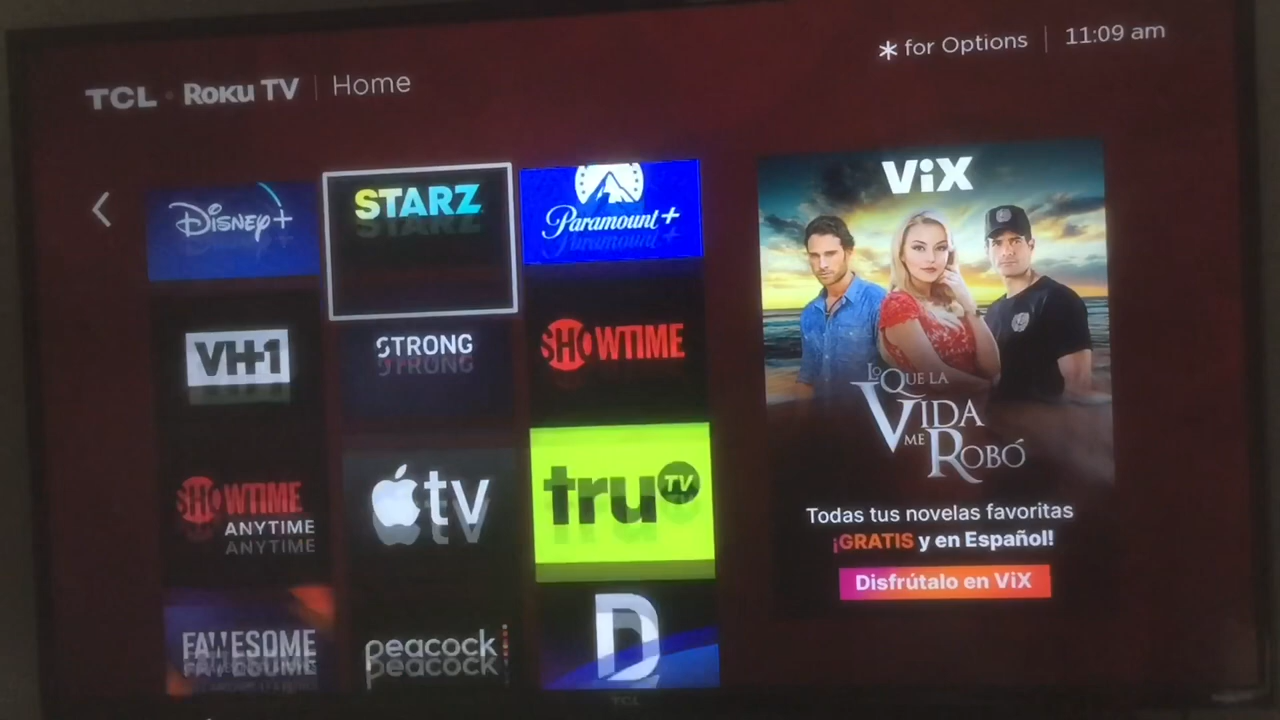 * for Options | 11:09 am
TCL • Roku TV | Home
Disney+
STARZ
Paramount+
VH1
STRONG
SHOWTIME
SHOWTIME
ANYTIME
tv
truTV
FAWESOME
peacock
D
ViX
LO QUE LA
VIDA
ME ROBÓ
Todas tus novelas favoritas
¡GRATIS y en Español!
Disfrútalo en ViX
TCL